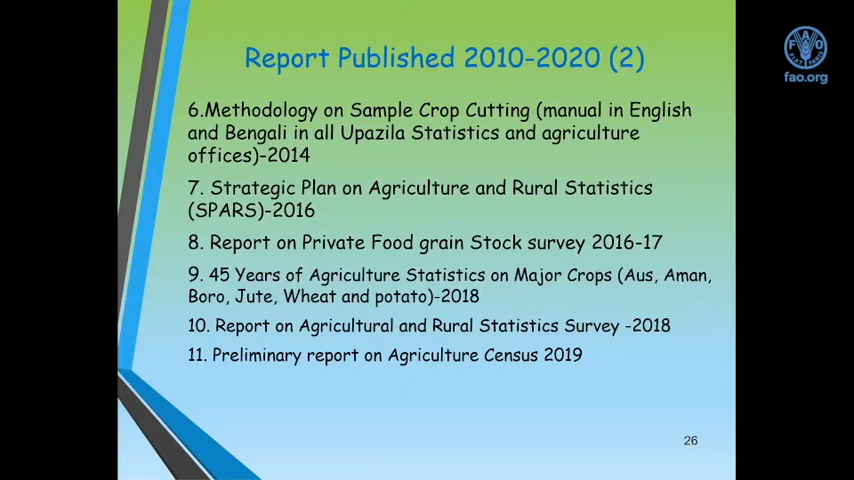 Report Published 2010-2020 (2)
6.Methodology on Sample Crop Cutting (manual in English
and Bengali in all Upazila Statistics and agriculture
offices)-2014
7. Strategic Plan on Agriculture and Rural Statistics
(SPARS)-2016
8. Report on Private Food grain Stock survey 2016-17
9. 45 Years of Agriculture Statistics on Major Crops (Aus, Aman,
Boro, Jute, Wheat and potato)-2018
10. Report on Agricultural and Rural Statistics Survey -2018
11. Preliminary report on Agriculture Census 2019
26
F A O
FIAT PANIS
fao.org